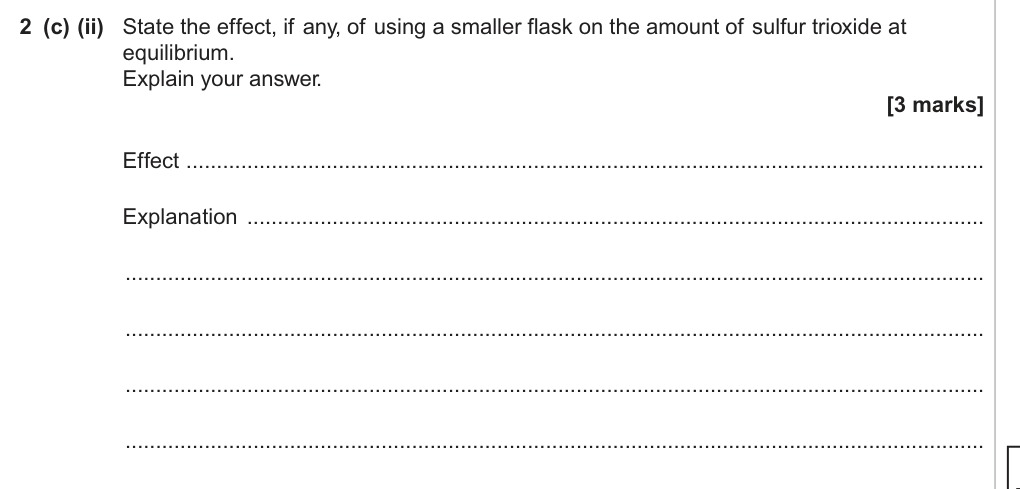 2 (c) (ii) State the effect, if any, of using a smaller flask on the amount of sulfur trioxide at
equilibrium.
Explain your answer.
[3 marks]
Effect ................................................................................................................................
Explanation ......................................................................................................................